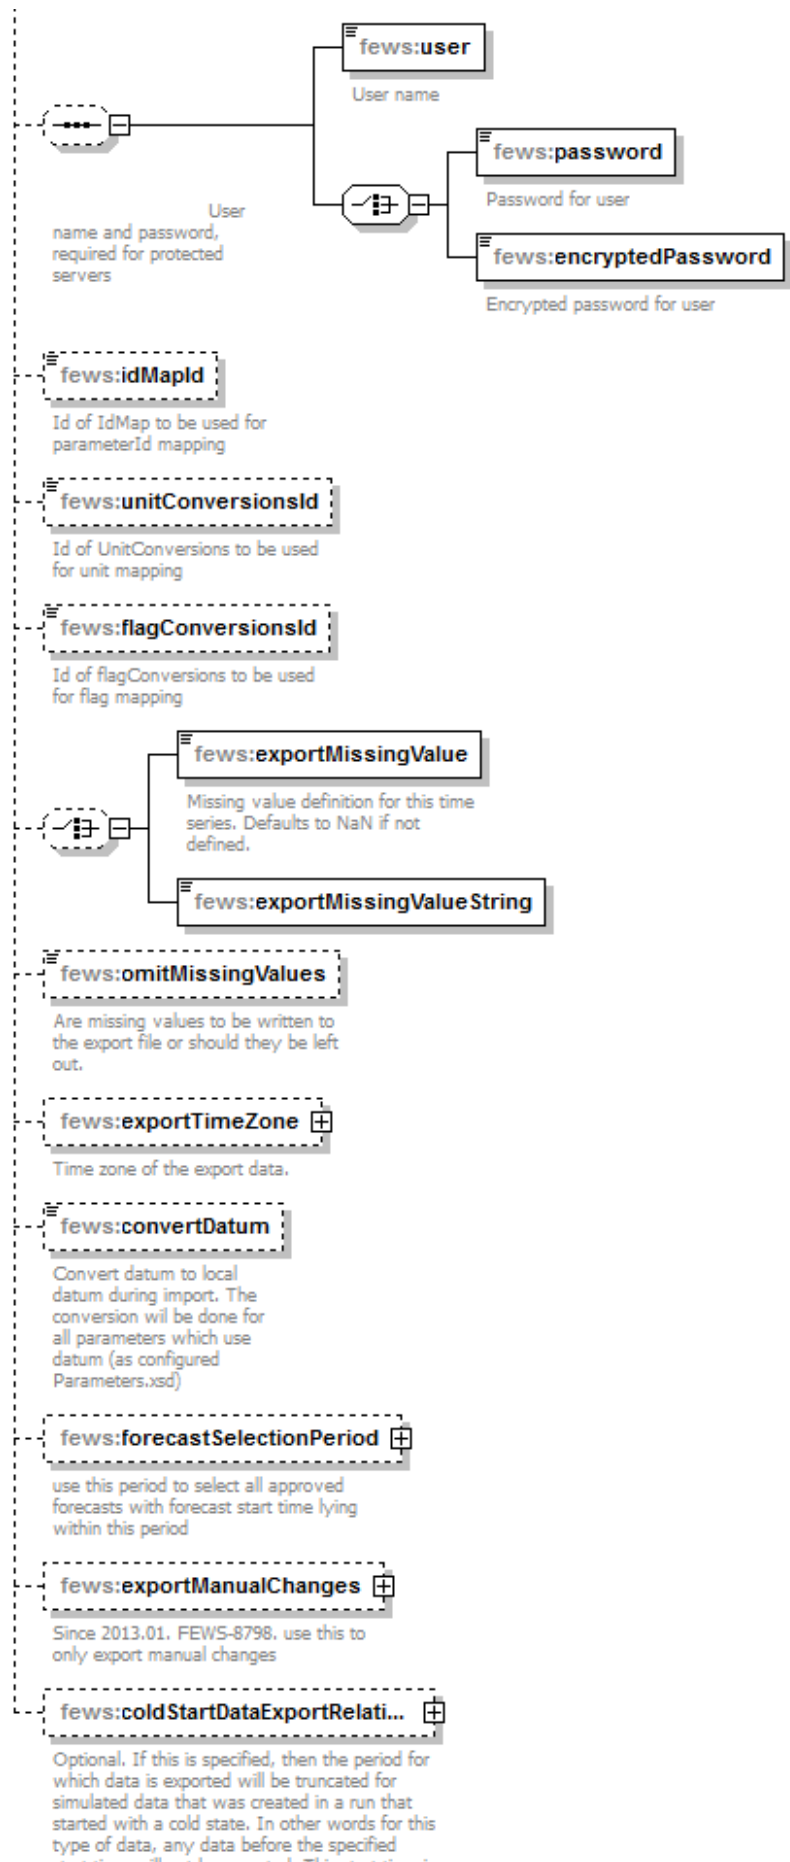 fews:user
User name
fews:password
Password for user
User
name and password,
required for protected
servers
fews:encryptedPassword
Encrypted password for user
fews:idMapId
Id of IdMap to be used for
parameterId mapping
fews:unitConversionsId
Id of UnitConversions to be used
for unit mapping
fews:flagConversionsId
Id of flagConversions to be used
for flag mapping
fews:exportMissingValue
Missing value definition for this time
series. Defaults to NaN if not
defined.
fews:exportMissingValueString
fews:omitMissingValues
Are missing values to be written to
the export file or should they be left
out.
fews:exportTimeZone
Time zone of the export data.
fews:convertDatum
Convert datum to local
datum during import. The
conversion wil be done for
all parameters which use
datum (as configured
Parameters.xsd)
fews:forecastSelectionPeriod
use this period to select all approved
forecasts with forecast start time lying
within this period
fews:exportManualChanges
Since 2013.01. FEWS-8798. use this to
only export manual changes
fews:coldStartDataExportRelati...
Optional. If this is specified, then the period for
which data is exported will be truncated for
simulated data that was created in a run that
started with a cold state. In other words for this
type of data, any data before the specified